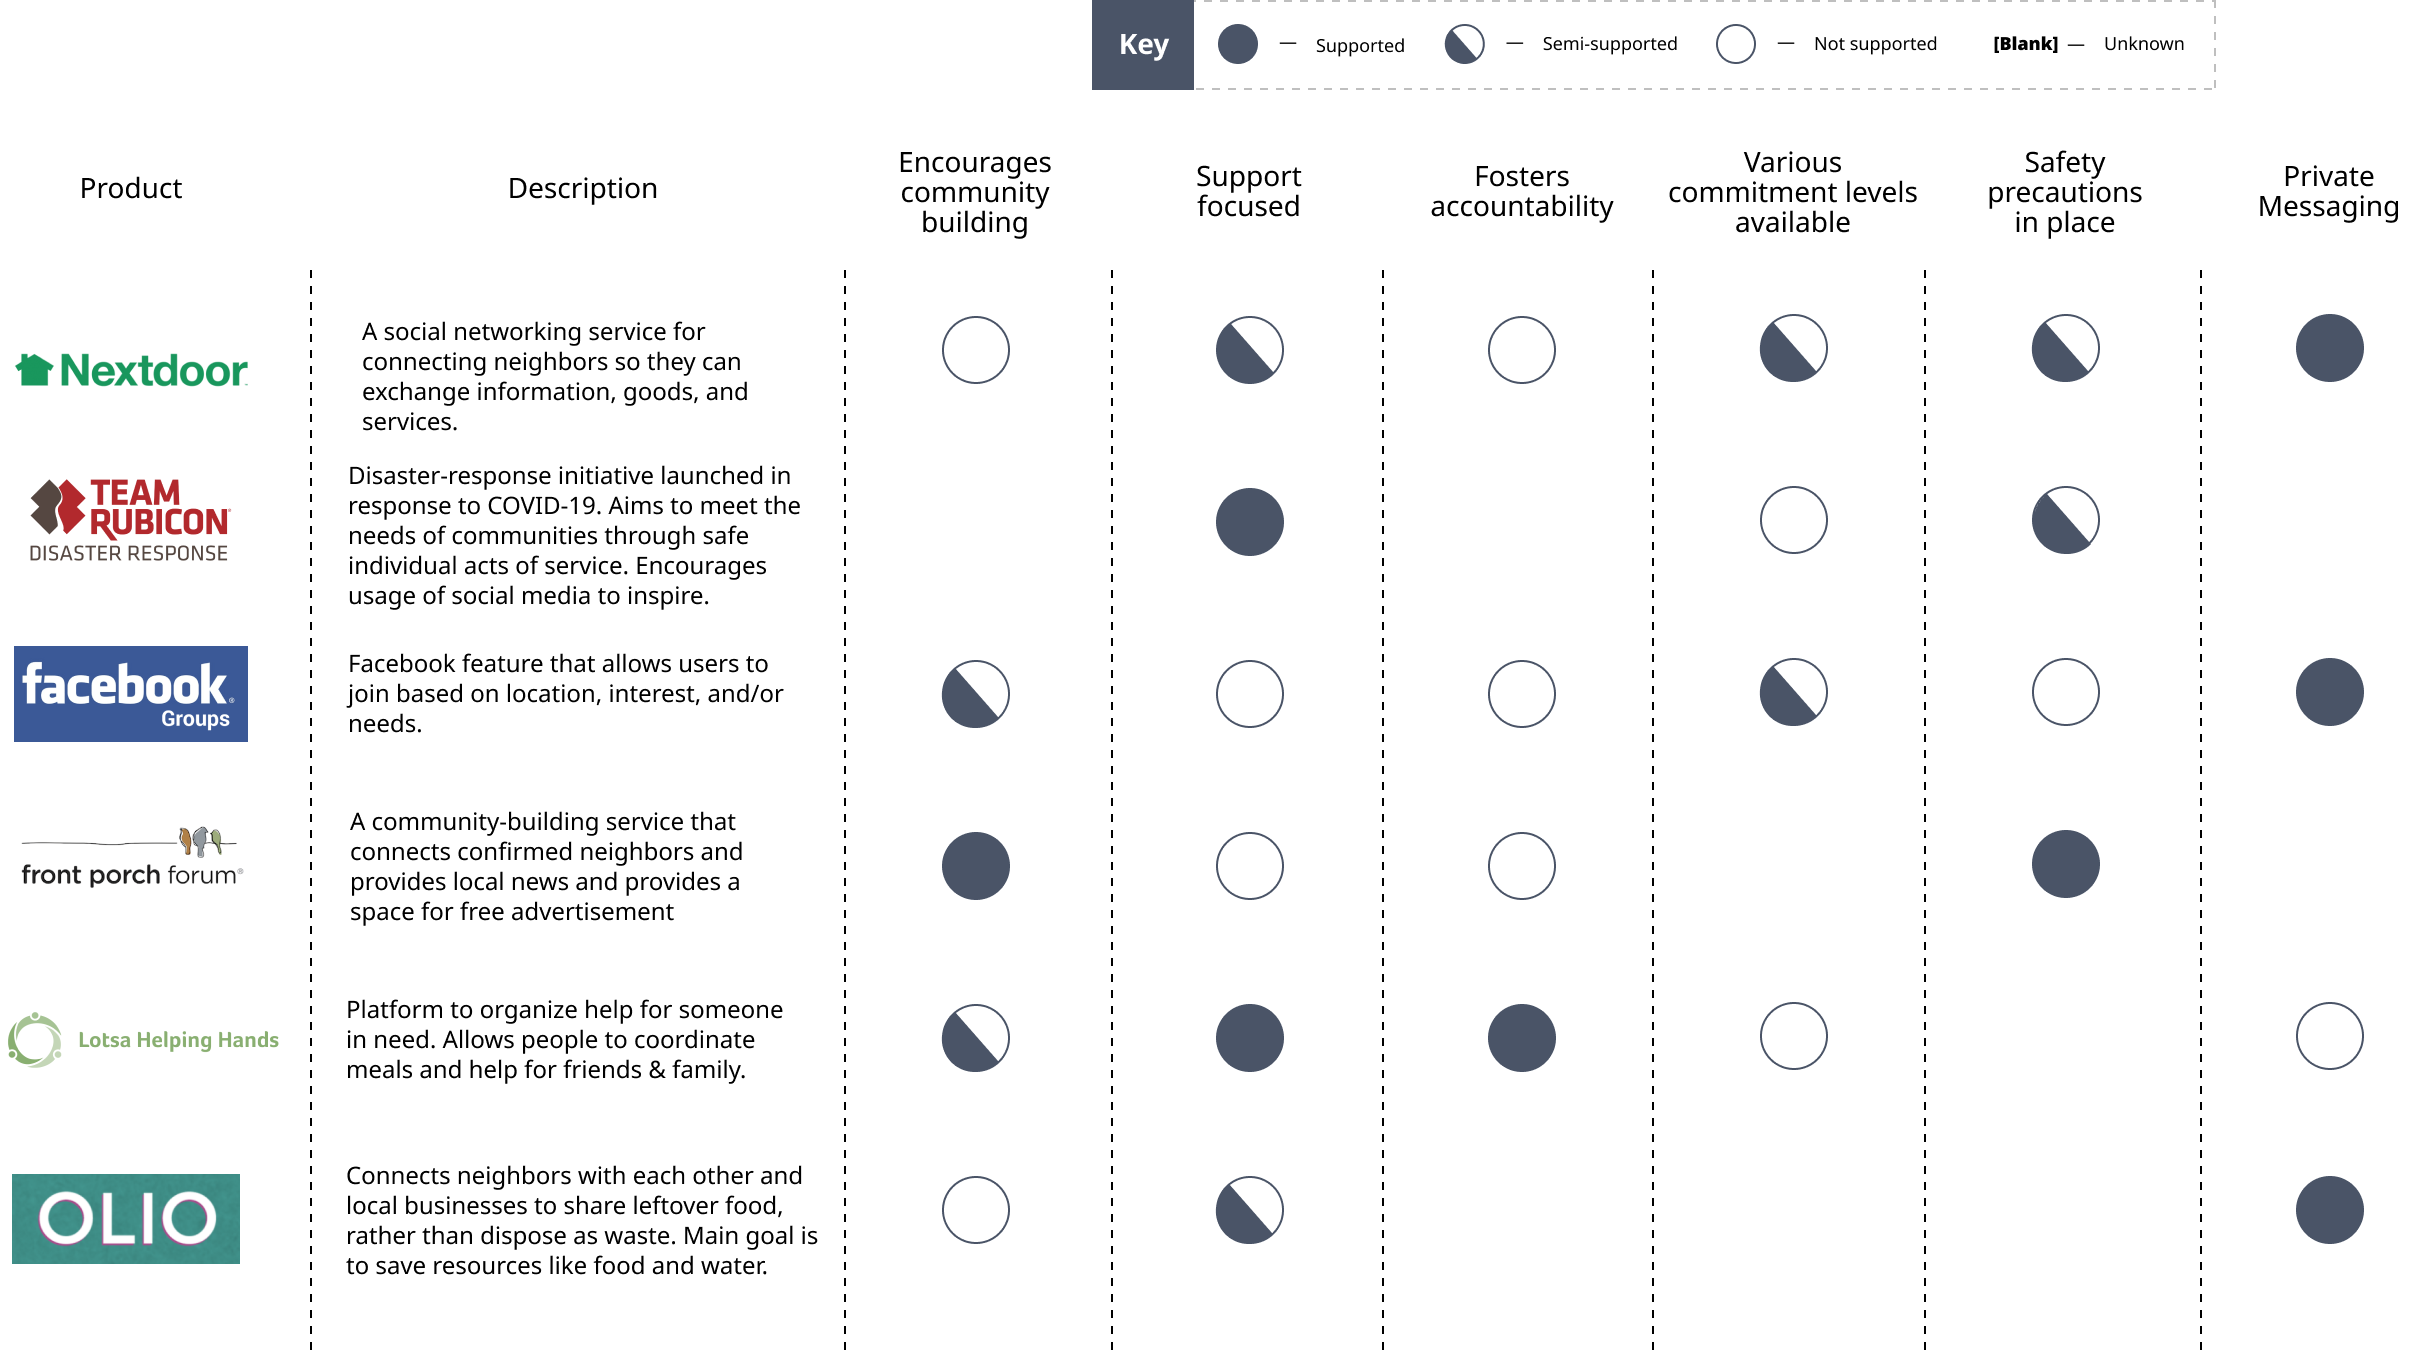 Key
— Supported
— Semi-supported
— Not supported
[Blank] — Unknown
Product
Description
Encourages
community
building
Support
focused
Fosters
accountability
Various
commitment levels
available
Safety
precautions
in place
Private
Messaging
Nextdoor
A social networking service for
connecting neighbors so they can
exchange information, goods, and
services.
TEAM
RUBICON
DISASTER RESPONSE
Disaster-response initiative launched in
response to COVID-19. Aims to meet the
needs of communities through safe
individual acts of service. Encourages
usage of social media to inspire.
facebook®
Groups
Facebook feature that allows users to
join based on location, interest, and/or
needs.
front porch forum®
A community-building service that
connects confirmed neighbors and
provides local news and provides a
space for free advertisement
Lotsa Helping Hands
Platform to organize help for someone
in need. Allows people to coordinate
meals and help for friends & family.
OLIO
Connects neighbors with each other and
local businesses to share leftover food,
rather than dispose as waste. Main goal is
to save resources like food and water.